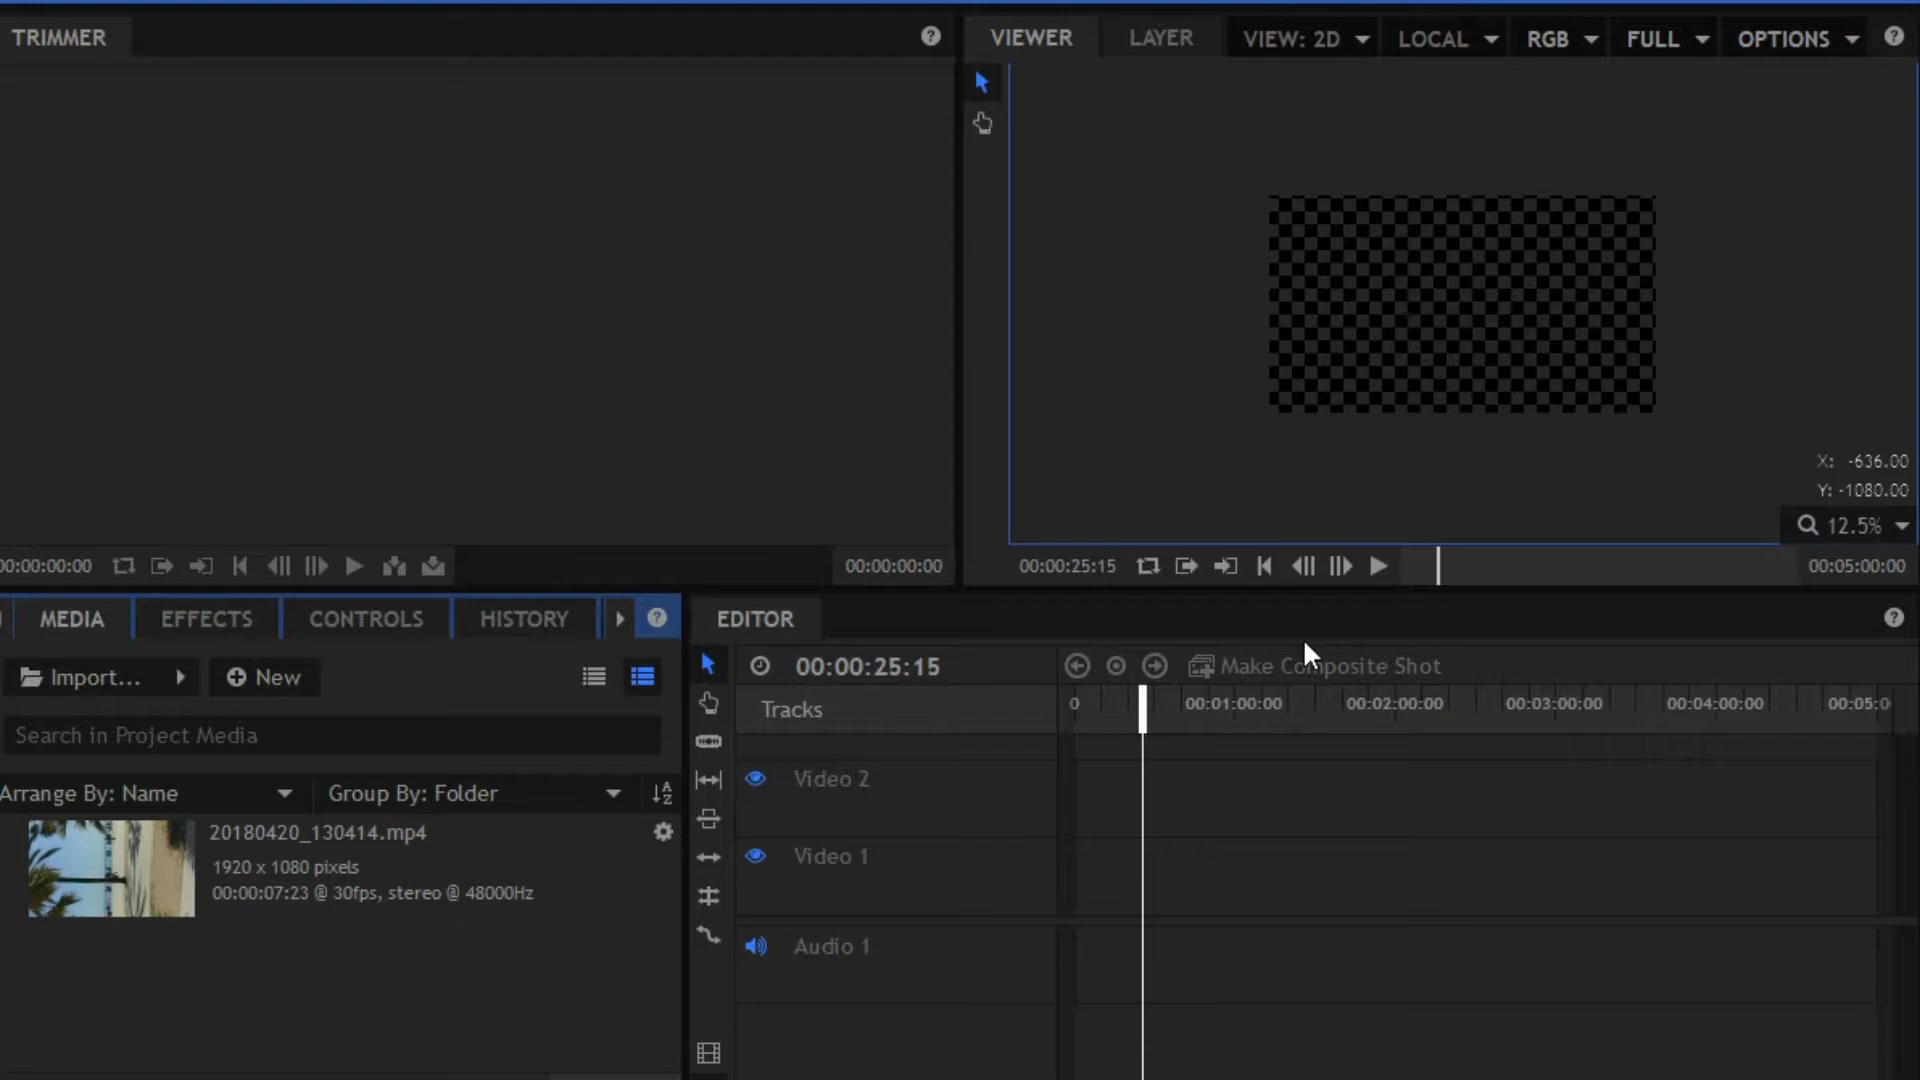 TRIMMER
VIEWER LAYER VIEW: 2D LOCAL RGB FULL OPTIONS
X: -636.00
Y: -1080.00
12.5%
00:00:00:00 00:00:00:00
00:00:25:15 00:05:00:00
MEDIA EFFECTS CONTROLS HISTORY
Import... New
Search in Project Media
Arrange By: Name Group By: Folder
20180420_130414.mp4
1920 x 1080 pixels
00:00:07:23 @ 30fps, stereo @ 48000Hz
EDITOR
00:00:25:15 Make Composite Shot
Tracks 0 00:01:00:00 00:02:00:00 00:03:00:00 00:04:00:00 00:05:0
Video 2
Video 1
Audio 1